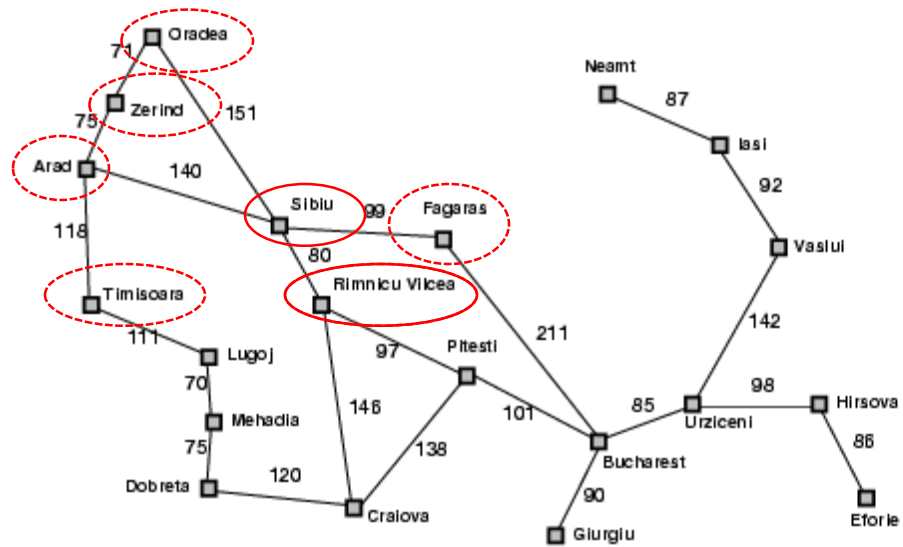 Oradea
71
Neamt
87
Zerind
151
75
Iasi
Arad
140
92
Sibiu
99
Fagaras
118
Vaslui
80
Timisoara
Rimnicu Vilcea
142
111
211
Lugoj
97
Pitesti
70
98
Hirsova
146
101
85
Urziceni
Mehadia
75
138
86
Bucharest
Dobreta
120
90
Craiova
Eforie
Giurgiu